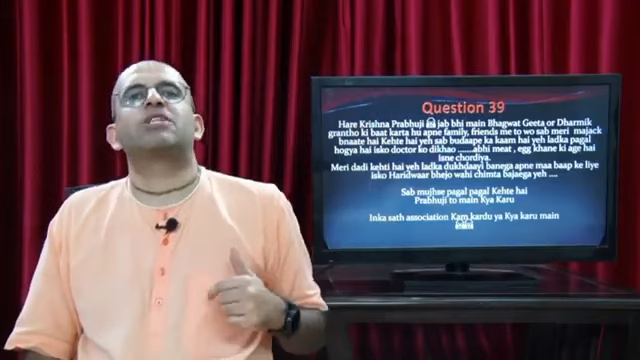 Question 39
Hare Krishna Prabhuji 🙏 jab bhi main Bhagwat Geeta or Dharmik
grantho ki baat karta hu apne family, friends me to wo sab meri majack
bnaate hai Kehte hai yeh sab budaape ka kaam hai yeh ladka pagal
hogya hai isko doctor ko dikhao ......abhi meat , egg khane ki age hai
isne chordiya.
Meri dadi kehti hai yeh ladka dukhdaayi banega apne maa baap ke liye
isko Haridwaar bhejo wahi chimta bajaega yeh ....
Sab mujhse pagal pagal Kehte hai
Prabhuji to main Kya Karu
Inka sath association Kam kardu ya Kya karu main